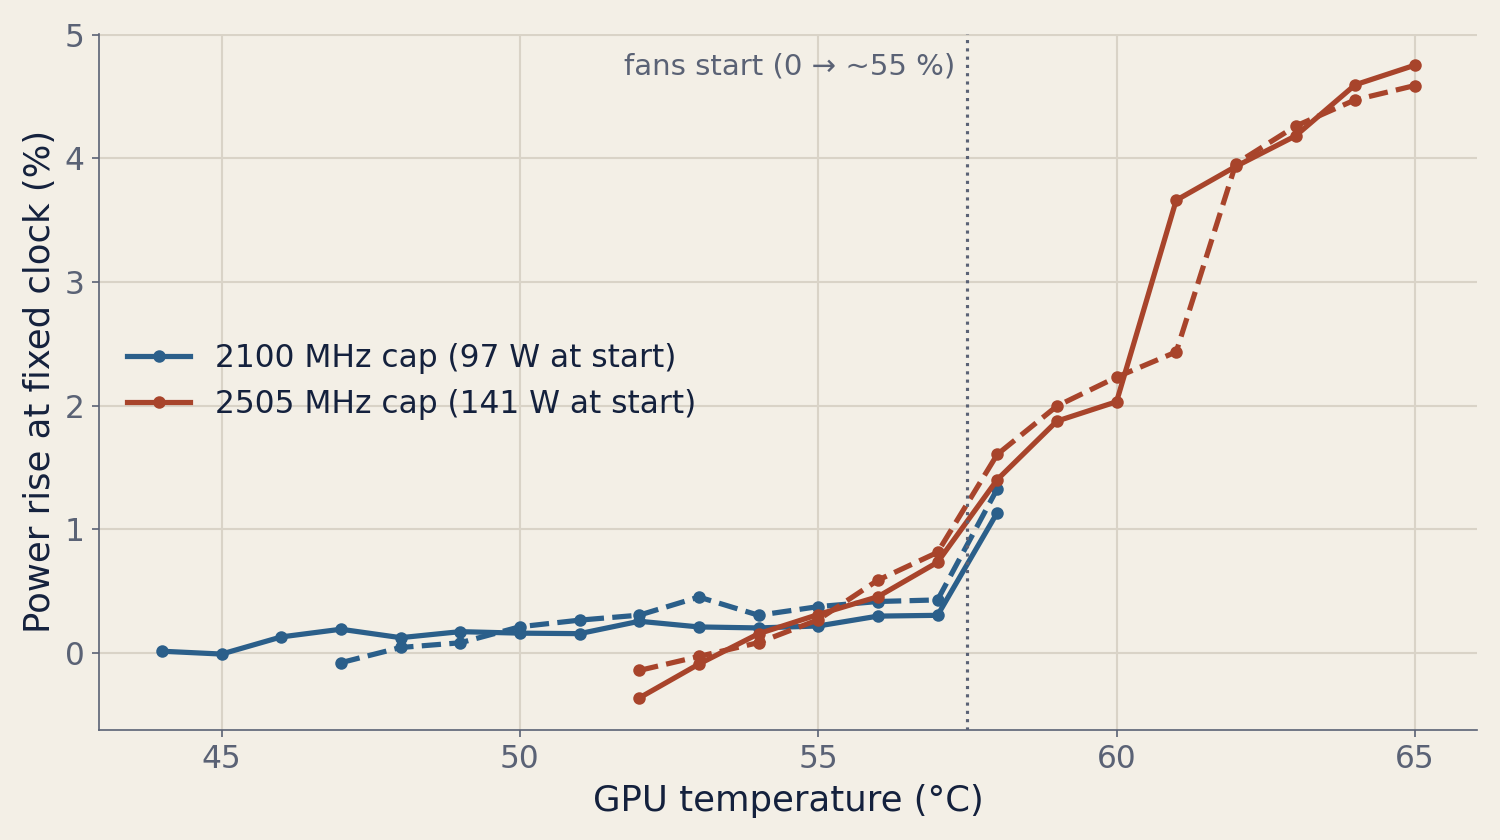 5
fans start (0 → ~55 %)
4
3
2100 MHz cap (97 W at start)
2505 MHz cap (141 W at start)
2
1
0
Power rise at fixed clock (%)
45 50 55 60 65
GPU temperature (°C)